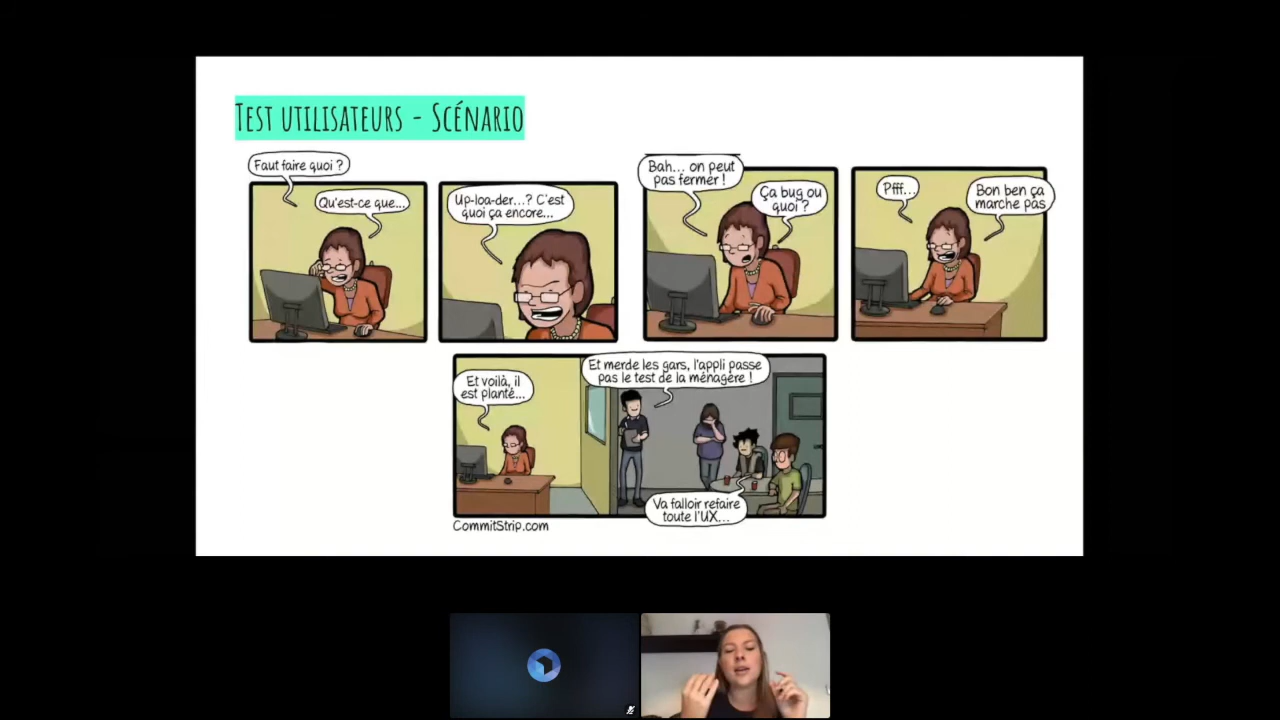 Test utilisateurs - Scénario
Faut faire quoi ?
Qu'est-ce que...
Up-loa-der...? C'est
quoi ça encore...
Bah... on peut
pas fermer !
Ça bug ou
quoi ?
Pfff...
Bon ben ça
marche pas
Et voilà, il
est planté...
Et merde les gars, l'appli passe
pas le test de la ménagère !
Va falloir refaire
toute l'UX...
CommitStrip.com